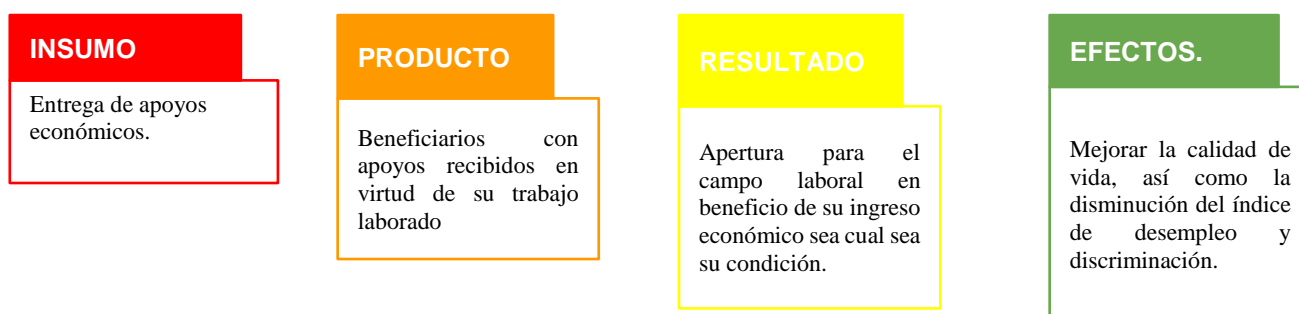 INSUMO
Entrega de apoyos
económicos.
PRODUCTO
Beneficiarios con
apoyos recibidos en
virtud de su trabajo
laborado
RESULTADO
Apertura para el
campo laboral en
beneficio de su ingreso
económico sea cual sea
su condición.
EFECTOS.
Mejorar la calidad de
vida, así como la
disminución del índice
de desempleo y
discriminación.